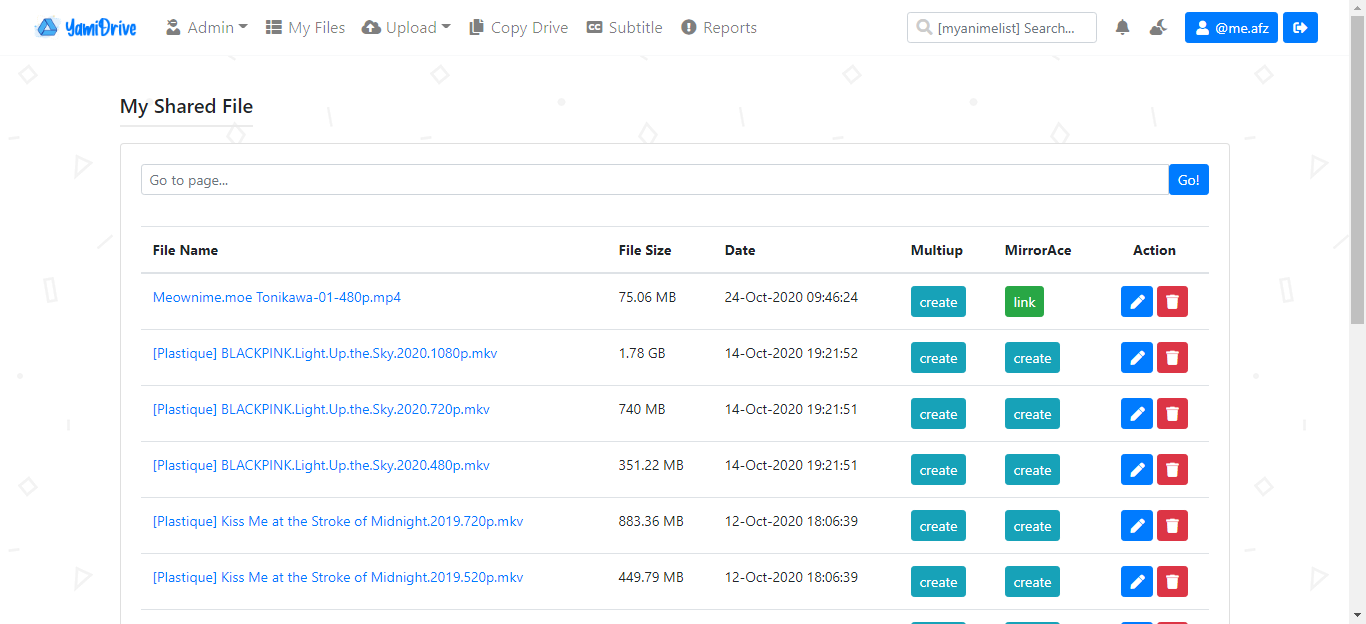 YamiDrive Admin My Files Upload Copy Drive Subtitle Reports [myanimelist] Search... @me.afz
My Shared File
Go to page... Go!
File Name File Size Date Multiup MirrorAce Action
Meownime.moe Tonikawa-01-480p.mp4 75.06 MB 24-Oct-2020 09:46:24 create link
[Plastique] BLACKPINK.Light.Up.the.Sky.2020.1080p.mkv 1.78 GB 14-Oct-2020 19:21:52 create create
[Plastique] BLACKPINK.Light.Up.the.Sky.2020.720p.mkv 740 MB 14-Oct-2020 19:21:51 create create
[Plastique] BLACKPINK.Light.Up.the.Sky.2020.480p.mkv 351.22 MB 14-Oct-2020 19:21:51 create create
[Plastique] Kiss Me at the Stroke of Midnight.2019.720p.mkv 883.36 MB 12-Oct-2020 18:06:39 create create
[Plastique] Kiss Me at the Stroke of Midnight.2019.520p.mkv 449.79 MB 12-Oct-2020 18:06:39 create create